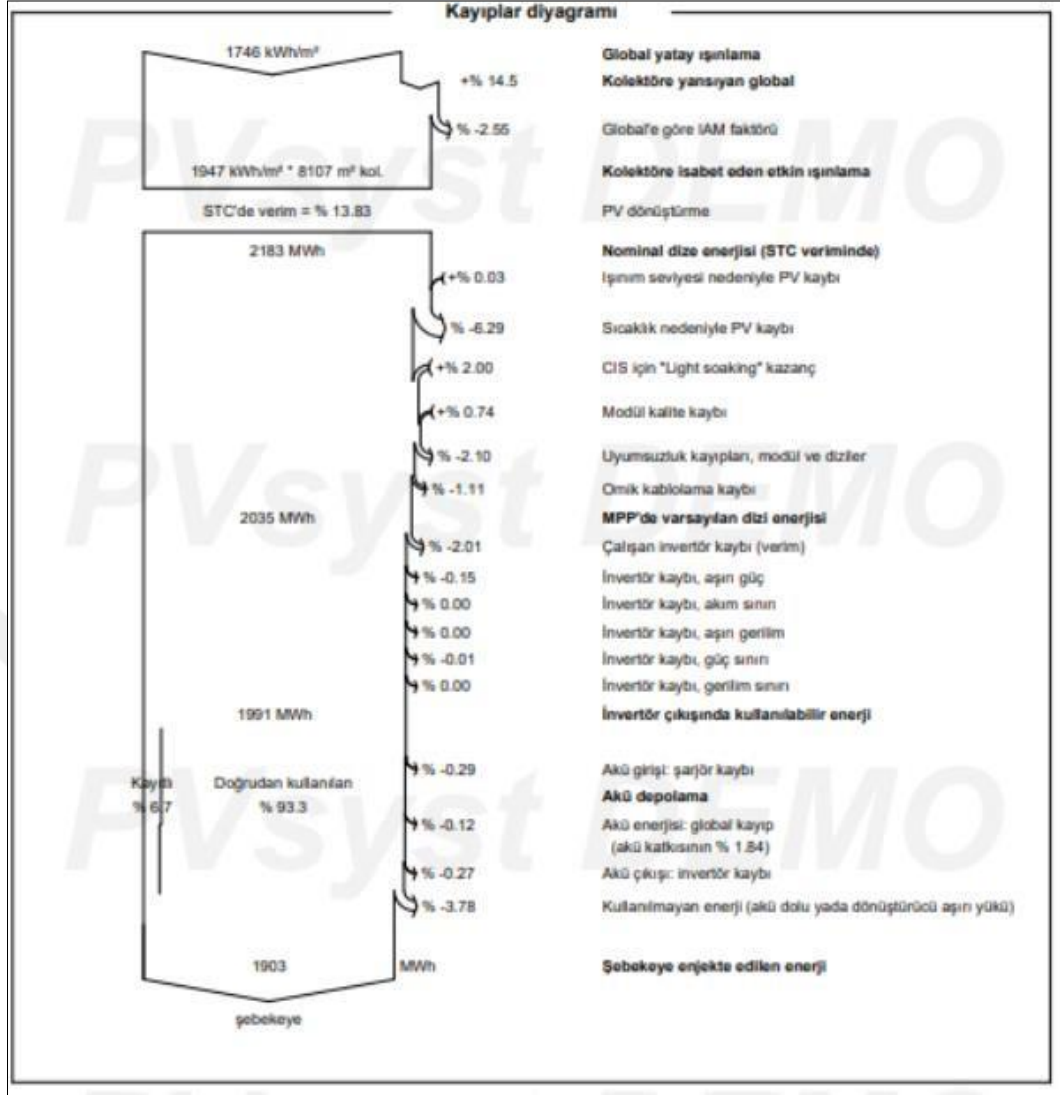 Kayıplar diyagramı
1746 kWh/m² Global yatay ışınlama
+% 14.5 Kolektöre yansıyan global
% -2.55 Global'e göre IAM faktörü
1947 kWh/m² * 8107 m² kol. Kolektöre isabet eden etkin ışınlama
STC'de verim = % 13.83 PV dönüştürme
2183 MWh Nominal dize enerjisi (STC veriminde)
+% 0.03 Işınım seviyesi nedeniyle PV kaybı
% -6.29 Sıcaklık nedeniyle PV kaybı
+% 2.00 CIS için "Light soaking" kazanç
+% 0.74 Modül kalite kaybı
% -2.10 Uyumsuzluk kayıpları, modül ve diziler
% -1.11 Omik kablolama kaybı
2035 MWh MPP'de varsayılan dizi enerjisi
% -2.01 Çalışan invertör kaybı (verim)
% -0.15 İnvertör kaybı, aşırı güç
% 0.00 İnvertör kaybı, akım sınırı
% 0.00 İnvertör kaybı, aşırı gerilim
% -0.01 İnvertör kaybı, güç sınırı
% 0.00 İnvertör kaybı, gerilim sınırı
1991 MWh İnvertör çıkışında kullanılabilir enerji
% -0.29 Akü girişi: şarjör kaybı
Kayıtlı Doğrudan kullanılan Akü depolama
% 6.7 % 93.3
% -0.12 Akü enerjisi: global kayıp
(akü katkısının % 1.84)
% -0.27 Akü çıkışı: invertör kaybı
% -3.78 Kullanılmayan enerji (akü dolu yada dönüştürücü aşırı yükü)
1903 MWh Şebekeye enjekte edilen enerji
şebekeye
PVsyst DEMO
PVsyst DEMO
PVsyst DEMO